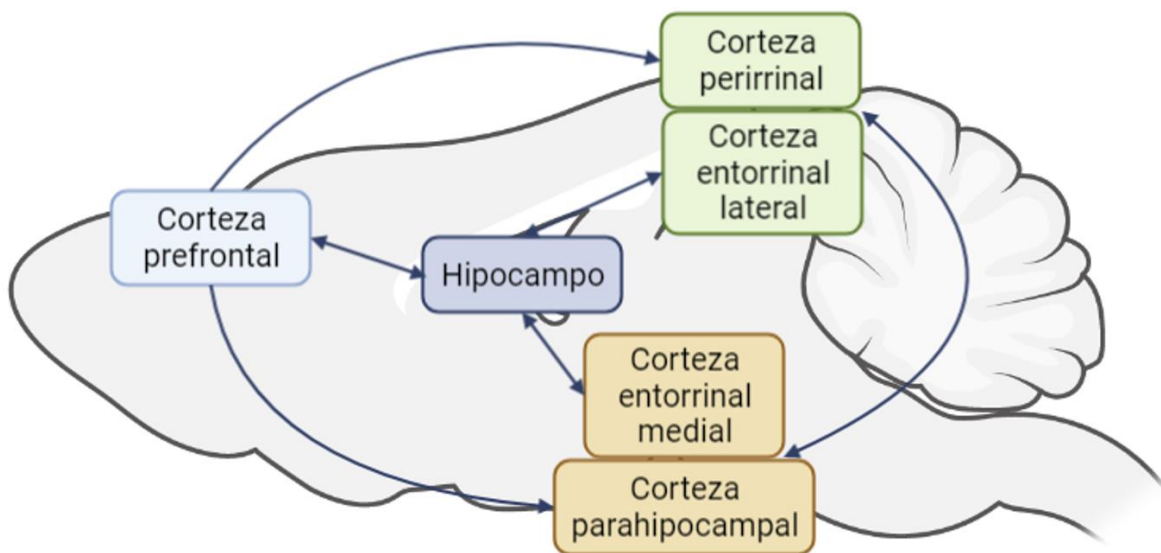 Corteza
perirrinal
Corteza
entorrinal
lateral
Corteza
prefrontal
Hipocampo
Corteza
entorrinal
medial
Corteza
parahipocampal